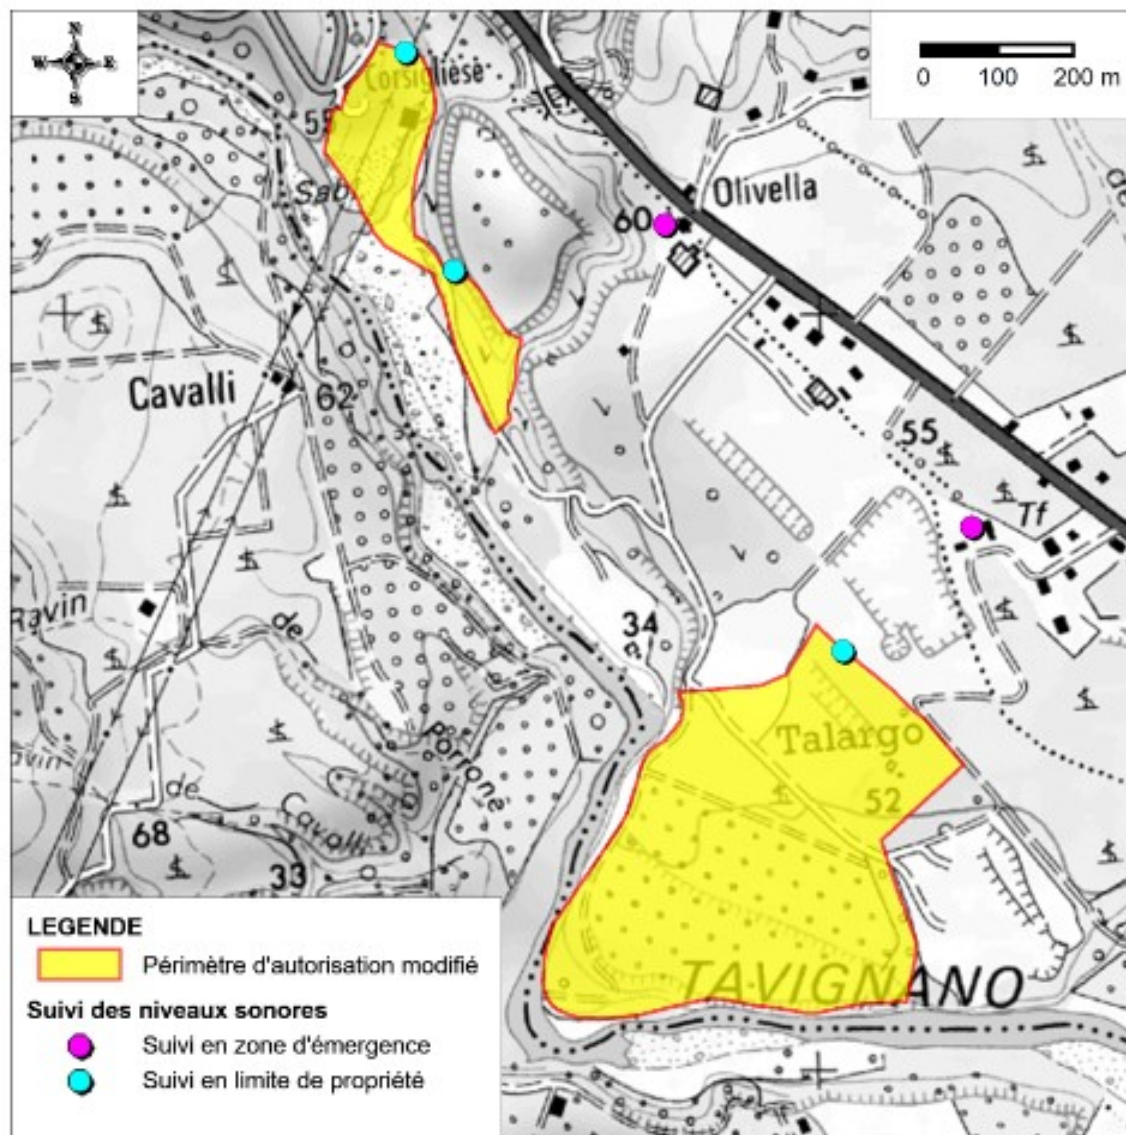 N
W E
S
0 100 200 m
Corsigliese
55
Sab
60
Olivella
Cavalli
62
55
Tf
Ravin
de
34
Porrone
Talargo
52
de
Cavalli
68
33
TAVIGNANO
LEGENDE
Périmètre d'autorisation modifié
Suivi des niveaux sonores
Suivi en zone d'émergence
Suivi en limite de propriété